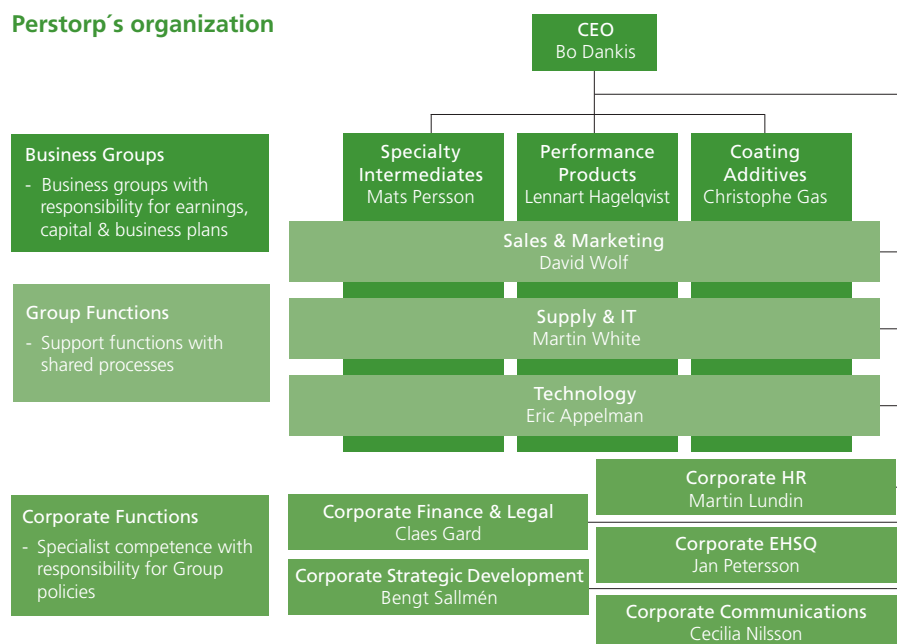 Perstorp´s organization
CEO
Bo Dankis
Business Groups
- Business groups with
responsibility for earnings,
capital & business plans
Specialty
Intermediates
Mats Persson
Performance
Products
Lennart Hagelqvist
Coating
Additives
Christophe Gas
Sales & Marketing
David Wolf
Group Functions
- Support functions with
shared processes
Supply & IT
Martin White
Technology
Eric Appelman
Corporate Functions
- Specialist competence with
responsibility for Group
policies
Corporate Finance & Legal
Claes Gard
Corporate Strategic Development
Bengt Sallmén
Corporate HR
Martin Lundin
Corporate EHSQ
Jan Petersson
Corporate Communications
Cecilia Nilsson